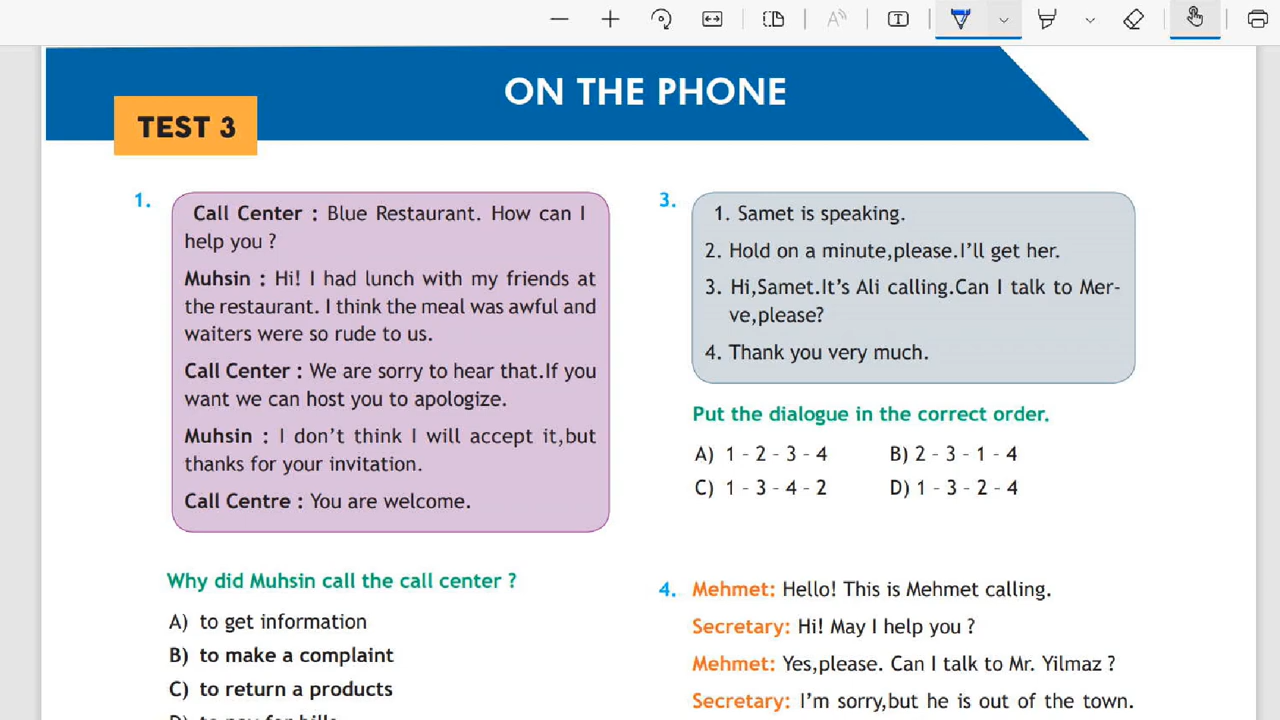 ON THE PHONE
TEST 3
1.
Call Center : Blue Restaurant. How can I
help you ?
Muhsin : Hi! I had lunch with my friends at
the restaurant. I think the meal was awful and
waiters were so rude to us.
Call Center : We are sorry to hear that.If you
want we can host you to apologize.
Muhsin : I don't think I will accept it,but
thanks for your invitation.
Call Centre : You are welcome.
Why did Muhsin call the call center ?
A) to get information
B) to make a complaint
C) to return a products
D) to pay for bills
3.
1. Samet is speaking.
2. Hold on a minute,please.I'll get her.
3. Hi,Samet.It's Ali calling.Can I talk to Mer-
ve,please?
4. Thank you very much.
Put the dialogue in the correct order.
A) 1 - 2 - 3 - 4 B) 2 - 3 - 1 - 4
C) 1 - 3 - 4 - 2 D) 1 - 3 - 2 - 4
4. Mehmet: Hello! This is Mehmet calling.
Secretary: Hi! May I help you ?
Mehmet: Yes,please. Can I talk to Mr. Yilmaz ?
Secretary: I'm sorry,but he is out of the town.